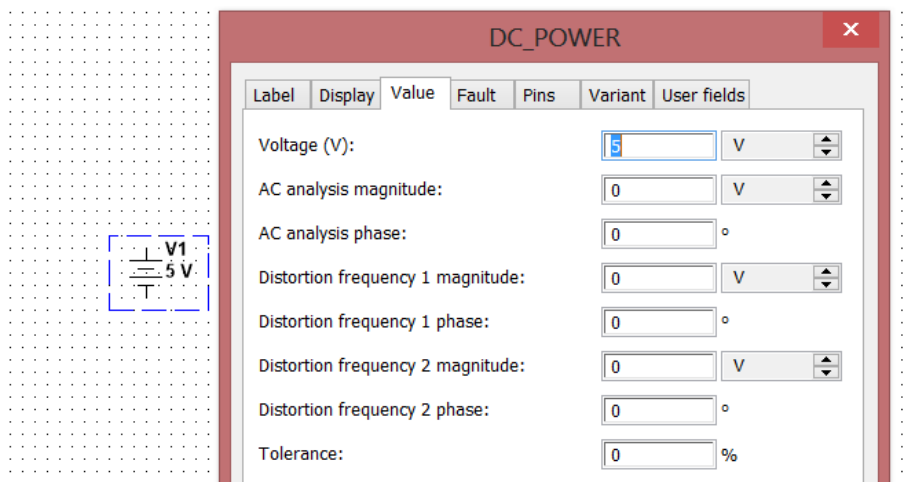 DC_POWER
Label Display Value Fault Pins Variant User fields
Voltage (V): 5 V
AC analysis magnitude: 0 V
AC analysis phase: 0 °
V1
5 V
Distortion frequency 1 magnitude: 0 V
Distortion frequency 1 phase: 0 °
Distortion frequency 2 magnitude: 0 V
Distortion frequency 2 phase: 0 °
Tolerance: 0 %